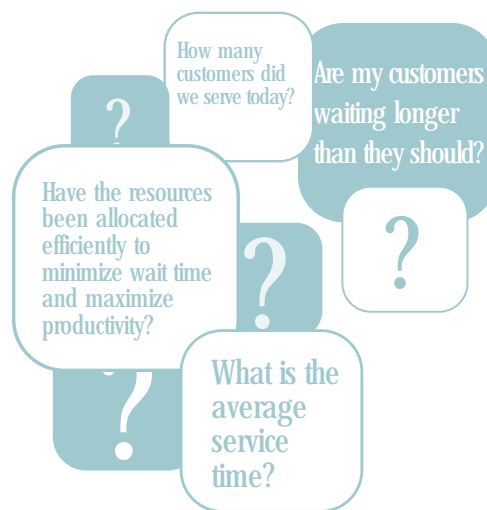 How many
customers did
we serve today?
Are my customers
waiting longer
than they should?
?
Have the resources
been allocated
efficiently to
minimize wait time
and maximize
productivity?
?
?
What is the
average
service
time?
?